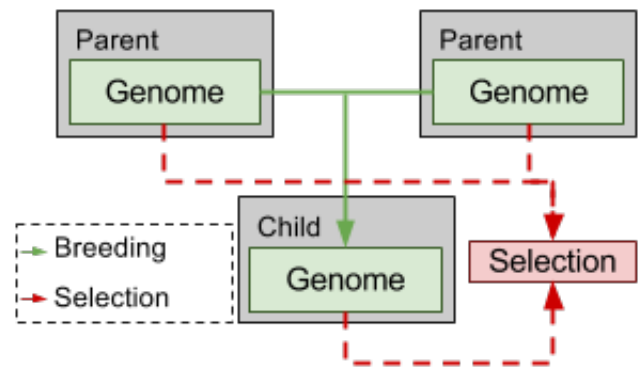 Parent
Genome
Parent
Genome
Child
Genome
Selection
Breeding
Selection